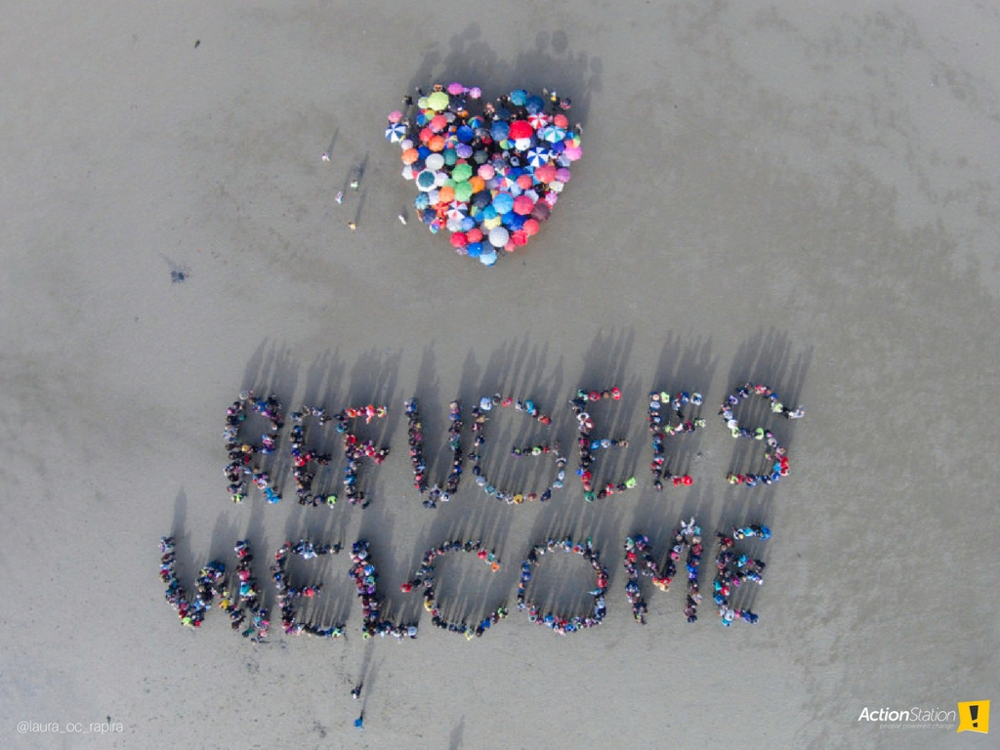 REFUGEES
WELCOME
@laura_oc_rapira
ActionStation !
people powered change